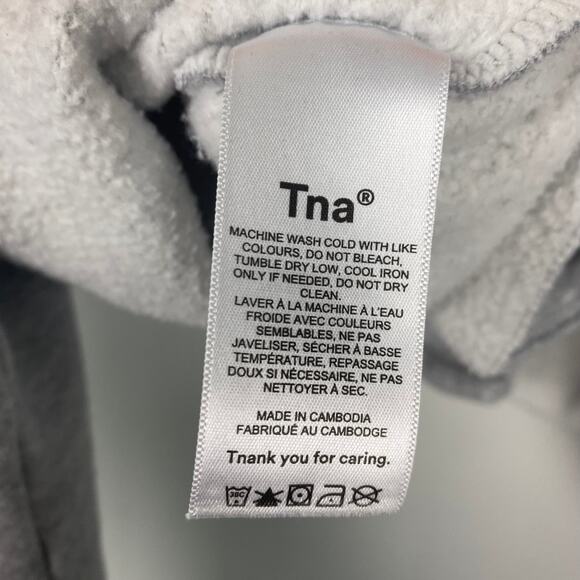 Tna®
MACHINE WASH COLD WITH LIKE
COLOURS, DO NOT BLEACH,
TUMBLE DRY LOW, COOL IRON
ONLY IF NEEDED, DO NOT DRY
CLEAN.
LAVER À LA MACHINE À L'EAU
FROIDE AVEC COULEURS
SEMBLABLES, NE PAS
JAVELISER, SÉCHER À BASSE
TEMPÉRATURE, REPASSAGE
DOUX SI NÉCESSAIRE, NE PAS
NETTOYER À SEC.
MADE IN CAMBODIA
FABRIQUÉ AU CAMBODGE
Tnank you for caring.
30C